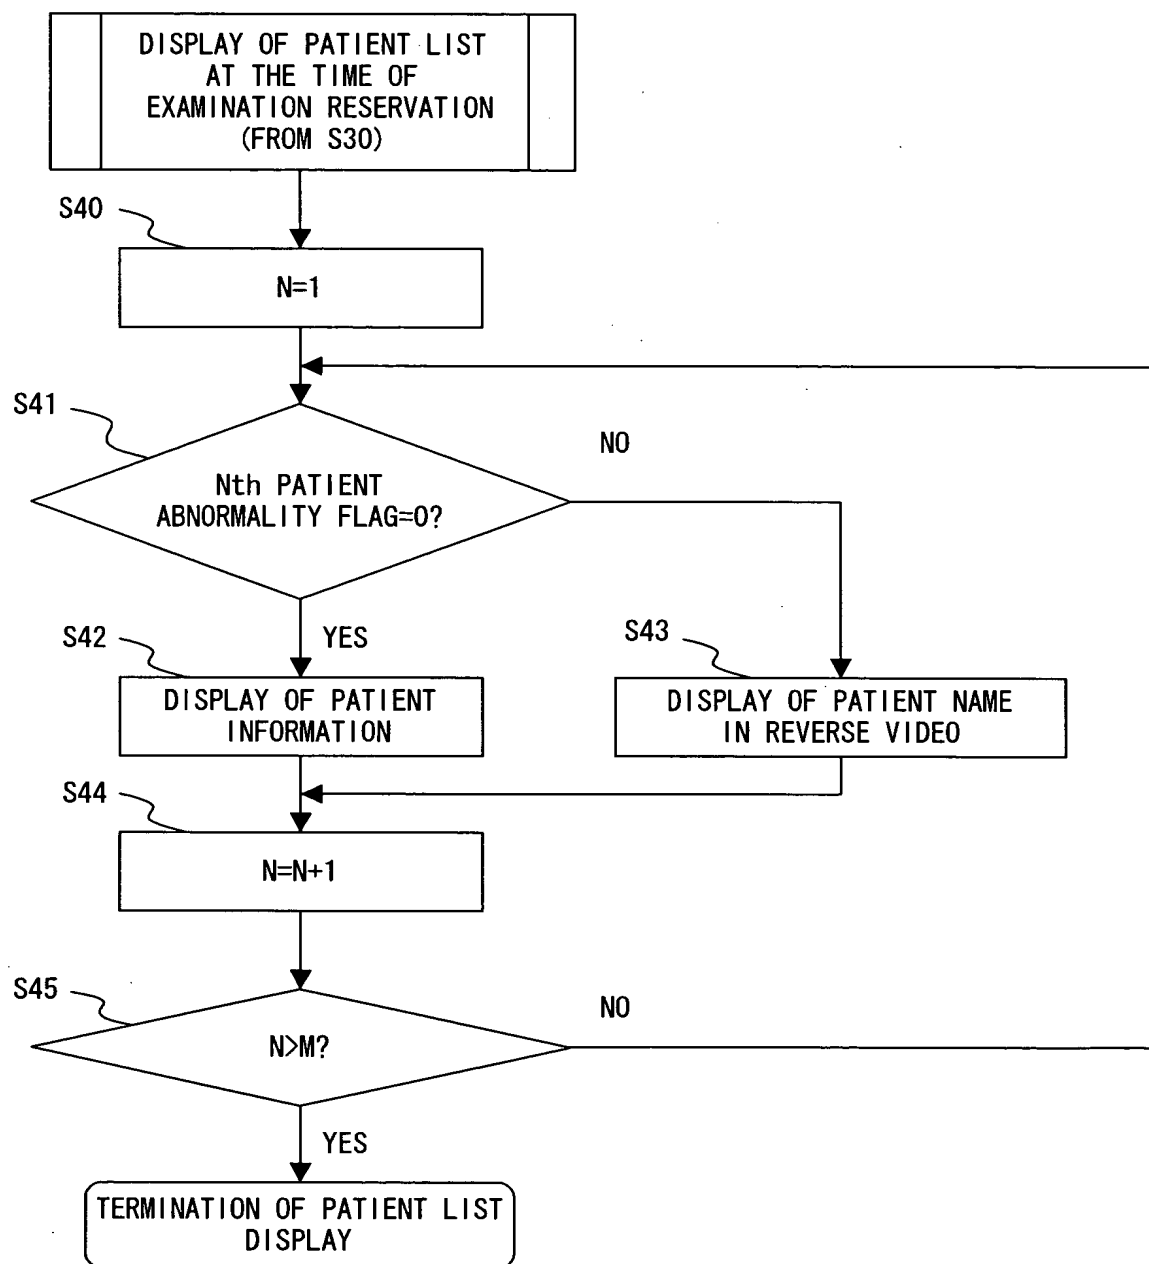 DISPLAY OF PATIENT LIST
AT THE TIME OF
EXAMINATION RESERVATION
(FROM S30)
S40
N=1
S41
NO
Nth PATIENT
ABNORMALITY FLAG=0?
YES
S42
S43
DISPLAY OF PATIENT
INFORMATION
DISPLAY OF PATIENT NAME
IN REVERSE VIDEO
S44
N=N+1
S45
NO
N>M?
YES
TERMINATION OF PATIENT LIST
DISPLAY